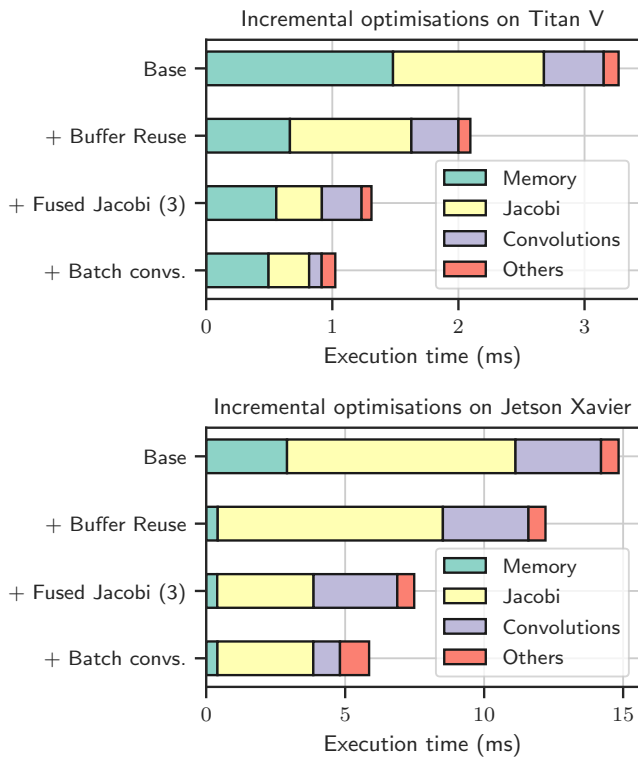 Incremental optimisations on Titan V
Base
+ Buffer Reuse
+ Fused Jacobi (3)
+ Batch convs.
Memory
Jacobi
Convolutions
Others
0 1 2 3
Execution time (ms)
Incremental optimisations on Jetson Xavier
Base
+ Buffer Reuse
+ Fused Jacobi (3)
+ Batch convs.
Memory
Jacobi
Convolutions
Others
0 5 10 15
Execution time (ms)